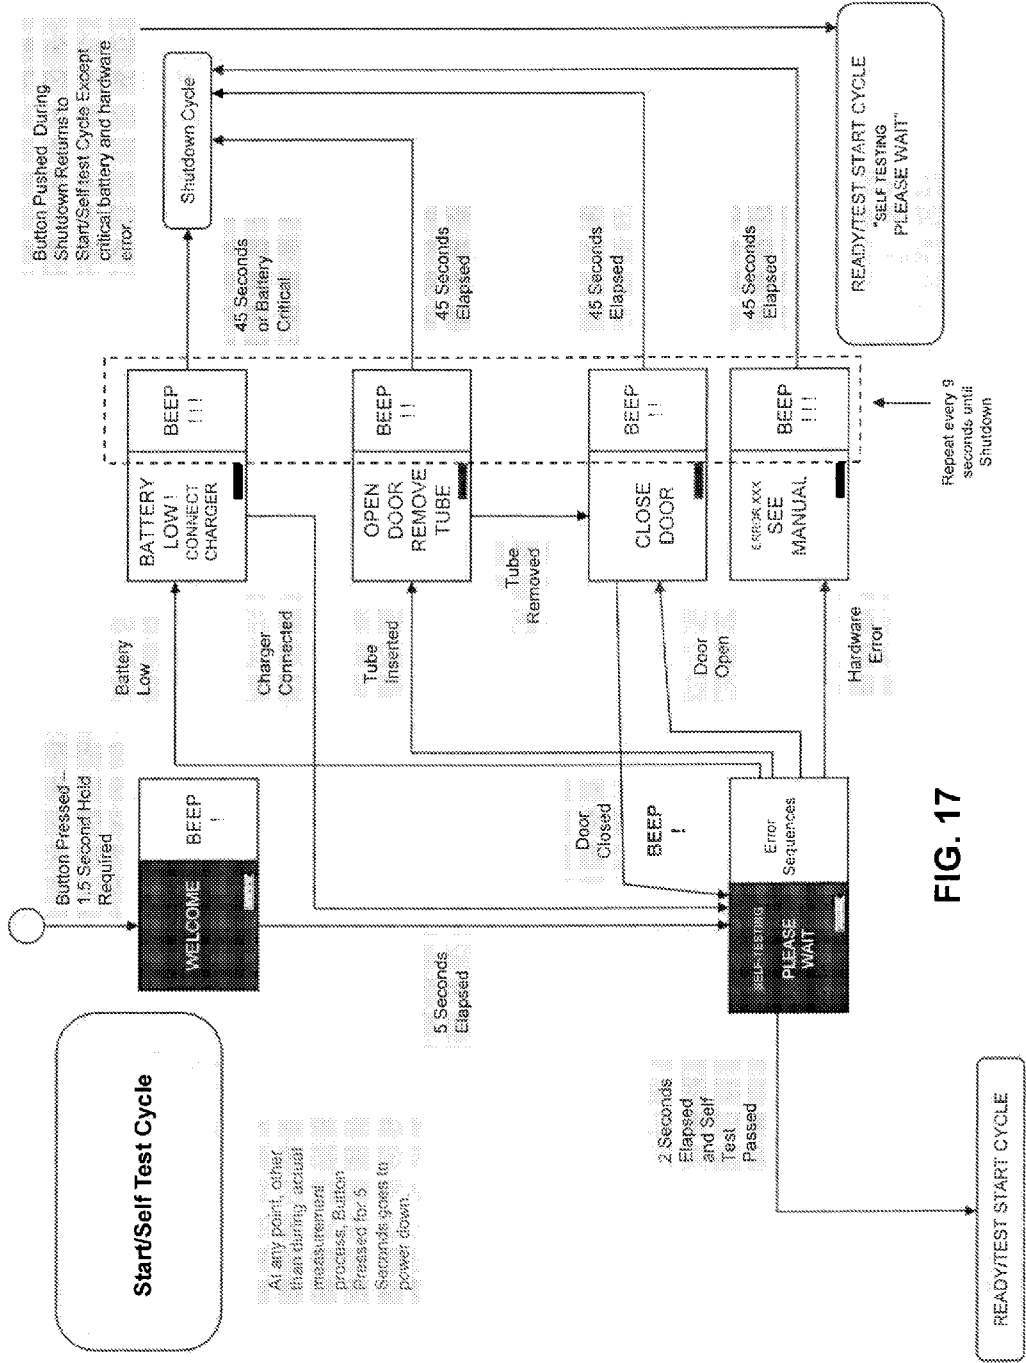 Start/Self Test Cycle
At any point, other
than during actual
measurement
process, Button
Pressed for 5
Seconds goes to
power down.
Button Pressed –
1.5 Second Hold
Required
WELCOME
BEEP
!
5 Seconds
Elapsed
SELF-TESTING
PLEASE
WAIT
Error
Sequences
2 Seconds
Elapsed
and Self
Test
Passed
READY/TEST START CYCLE
Battery
Low
Charger
Connected
Tube
Inserted
Tube
Removed
Door
Closed
BEEP
!
Door
Open
Hardware
Error
BATTERY
LOW !
CONNECT
CHARGER
BEEP
! ! !
OPEN
DOOR
REMOVE
TUBE
BEEP
! !
CLOSE
DOOR
BEEP
! !
ERROR XXX
SEE
MANUAL
BEEP
! ! !
Repeat every 9
seconds until
Shutdown
45 Seconds
or Battery
Critical
45 Seconds
Elapsed
45 Seconds
Elapsed
45 Seconds
Elapsed
Shutdown Cycle
Button Pushed During
Shutdown Returns to
Start/Self test Cycle Except
critical battery and hardware
error.
READY/TEST START CYCLE
"SELF TESTING
PLEASE WAIT"
FIG. 17